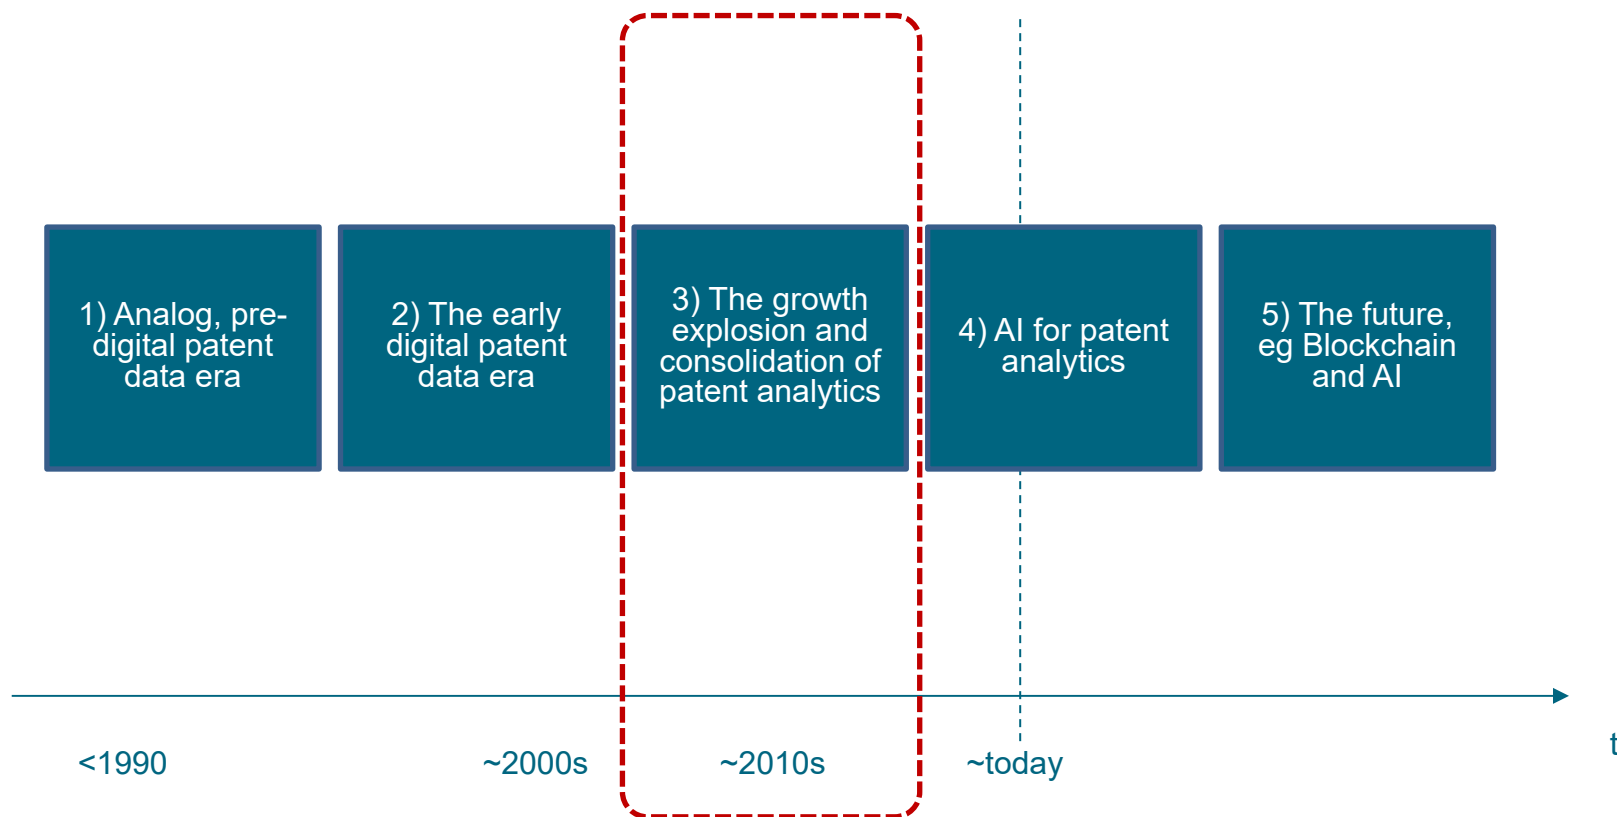 1) Analog, pre-
digital patent
data era
2) The early
digital patent
data era
3) The growth
explosion and
consolidation of
patent analytics
4) AI for patent
analytics
5) The future,
eg Blockchain
and AI
<1990
~2000s
~2010s
~today
t